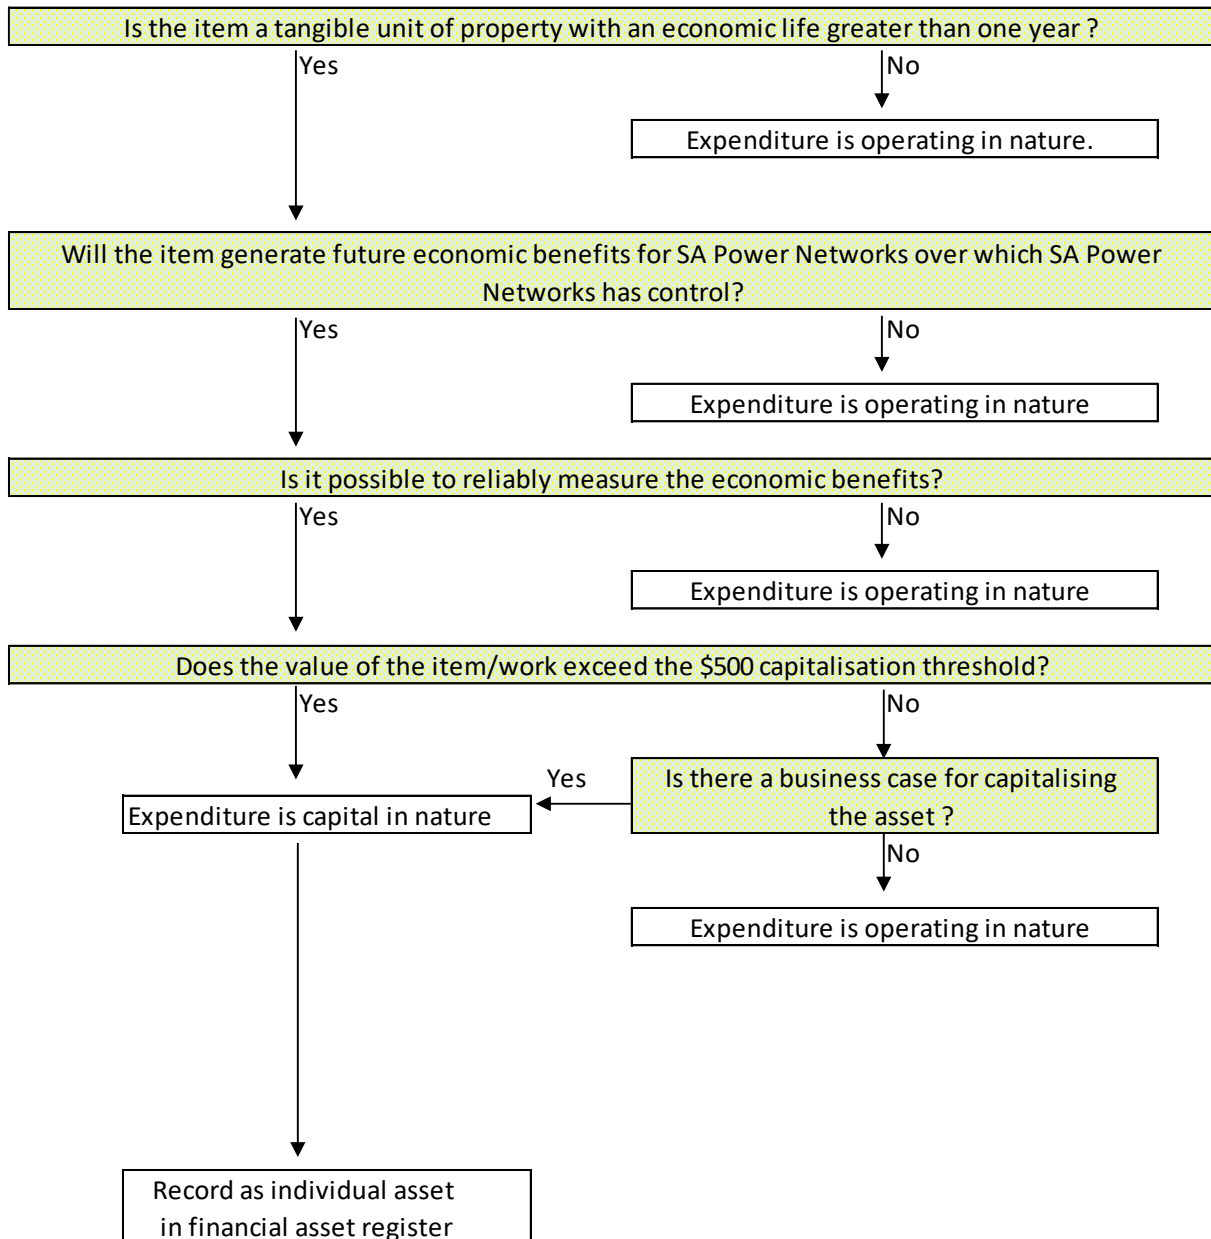 Is the item a tangible unit of property with an economic life greater than one year ?
Yes
No
Expenditure is operating in nature.
Will the item generate future economic benefits for SA Power Networks over which SA Power
Networks has control?
Yes
No
Expenditure is operating in nature
Is it possible to reliably measure the economic benefits?
Yes
No
Expenditure is operating in nature
Does the value of the item/work exceed the $500 capitalisation threshold?
Yes
No
Is there a business case for capitalising
the asset ?
Yes
Expenditure is capital in nature
No
Expenditure is operating in nature
Record as individual asset
in financial asset register